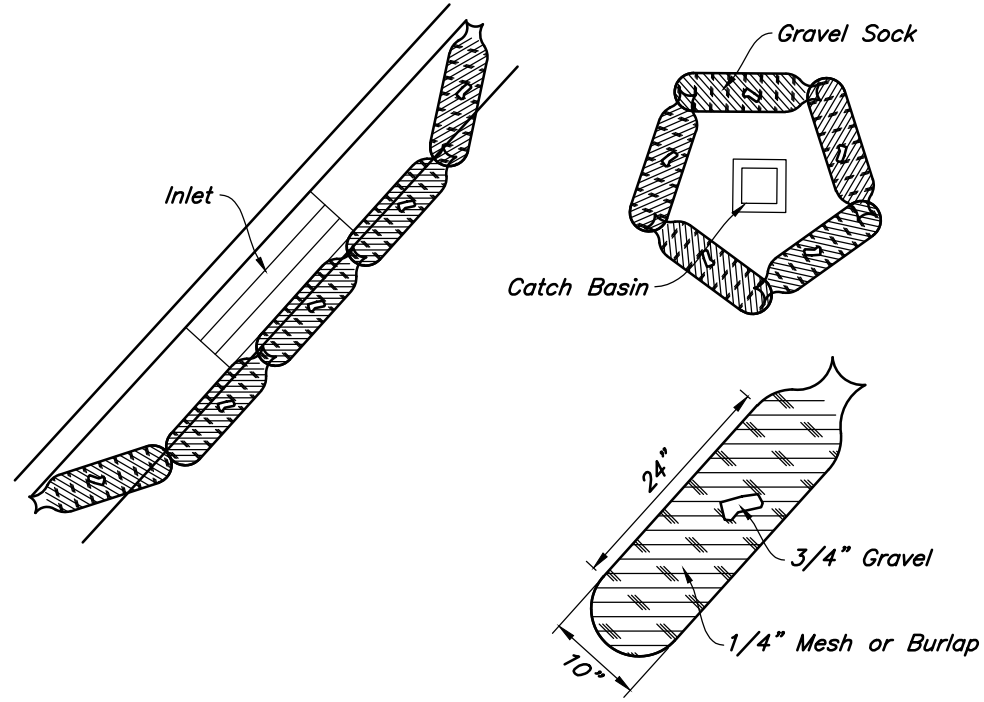 Gravel Sock
Inlet
Catch Basin
24"
3/4" Gravel
1/4" Mesh or Burlap
10"